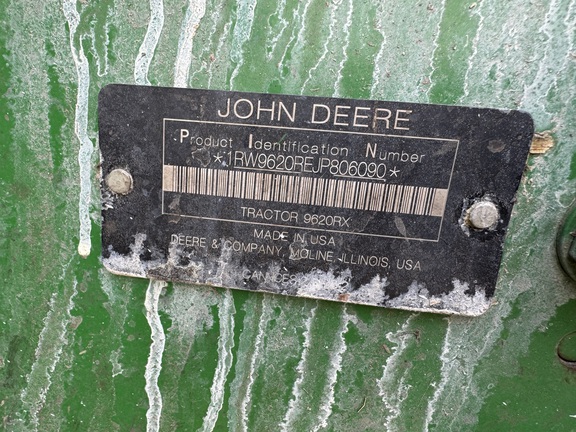 JOHN DEERE
Product Identification Number
*1RW9620REJP806090*
TRACTOR 9620RX
MADE IN USA
DEERE & COMPANY, MOLINE, ILLINOIS, USA